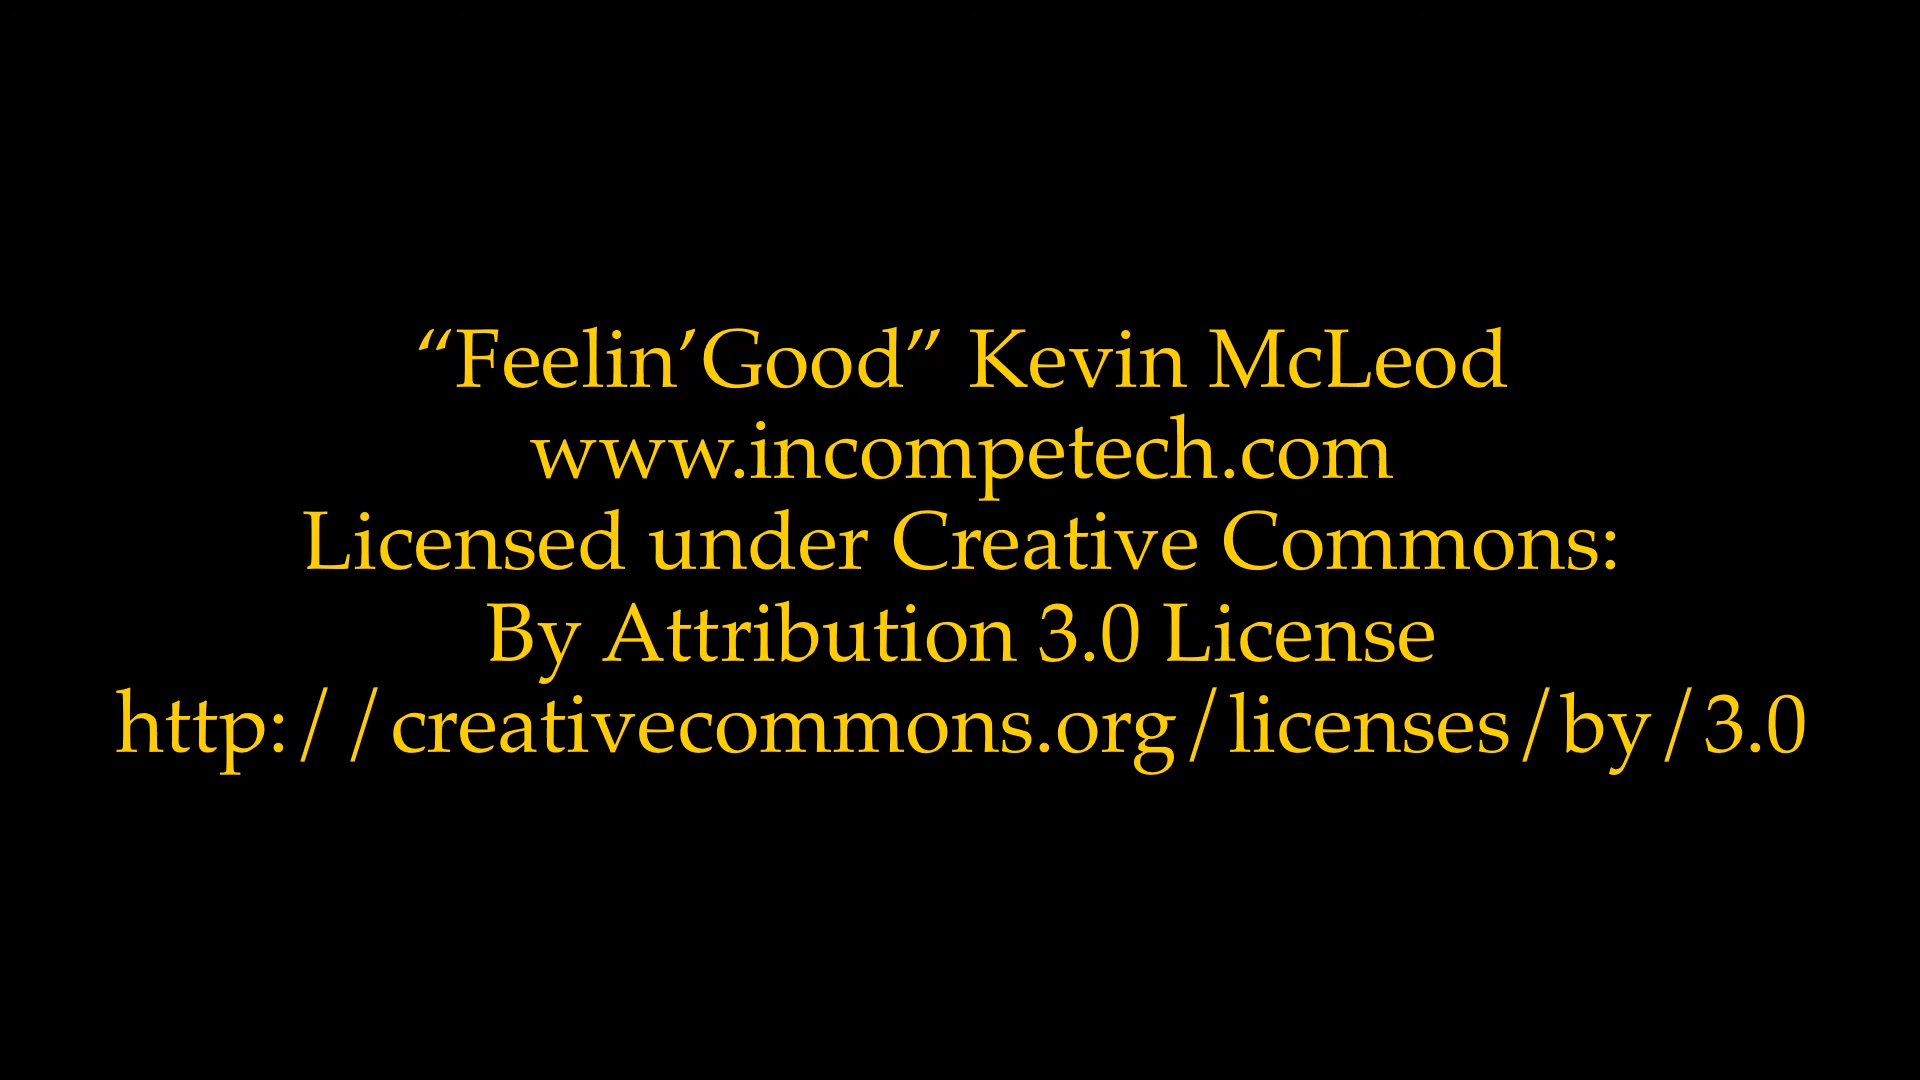 “Feelin’Good” Kevin McLeod
www.incompetech.com
Licensed under Creative Commons:
By Attribution 3.0 License
http://creativecommons.org/licenses/by/3.0